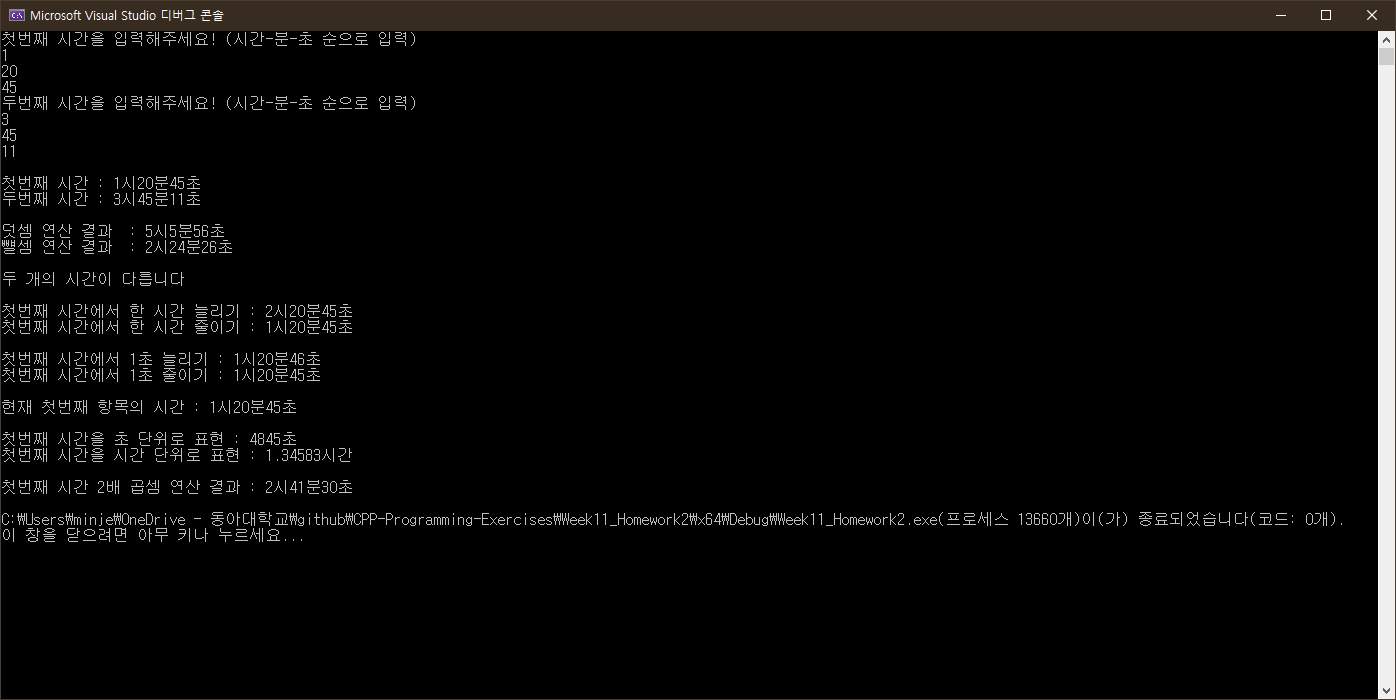 Microsoft Visual Studio 디버그 콘솔
첫번째 시간을 입력해주세요! (시간-분-초 순으로 입력)
1
20
45
두번째 시간을 입력해주세요! (시간-분-초 순으로 입력)
3
45
11
첫번째 시간 : 1시20분45초
두번째 시간 : 3시45분11초
덧셈 연산 결과  : 5시5분56초
뺄셈 연산 결과  : 2시24분26초
두 개의 시간이 다릅니다
첫번째 시간에서 한 시간 늘리기 : 2시20분45초
첫번째 시간에서 한 시간 줄이기 : 1시20분45초
첫번째 시간에서 1초 늘리기 : 1시20분46초
첫번째 시간에서 1초 줄이기 : 1시20분45초
현재 첫번째 항목의 시간 : 1시20분45초
첫번째 시간을 초 단위로 표현 : 4845초
첫번째 시간을 시간 단위로 표현 : 1.34583시간
첫번째 시간 2배 곱셈 연산 결과 : 2시41분30초
C:₩Users₩minje₩OneDrive - 동아대학교₩github₩CPP-Programming-Exercises₩Week11_Homework2₩x64₩Debug₩Week11_Homework2.exe(프로세스 13660개)이(가) 종료되었습니다(코드: 0개).
이 창을 닫으려면 아무 키나 누르세요...